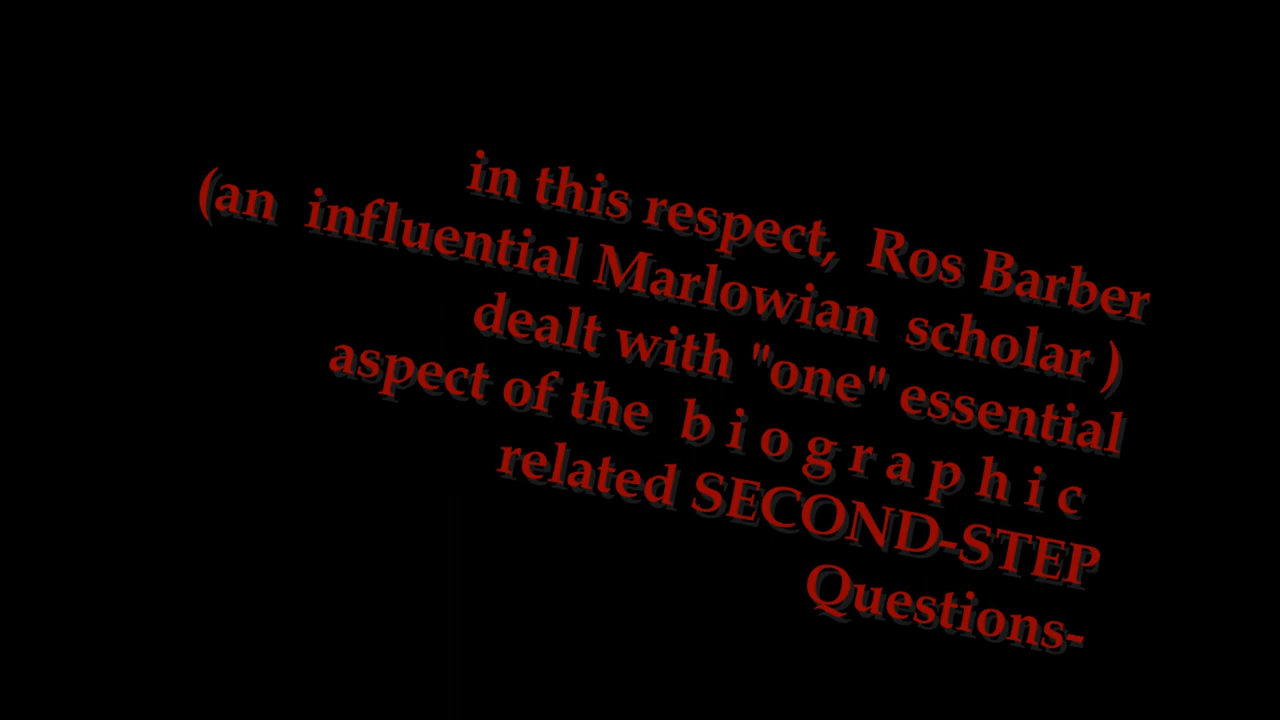 in this respect, Ros Barber
(an influential Marlowian scholar )
dealt with "one" essential
aspect of the b i o g r a p h i c
related SECOND-STEP
Questions-